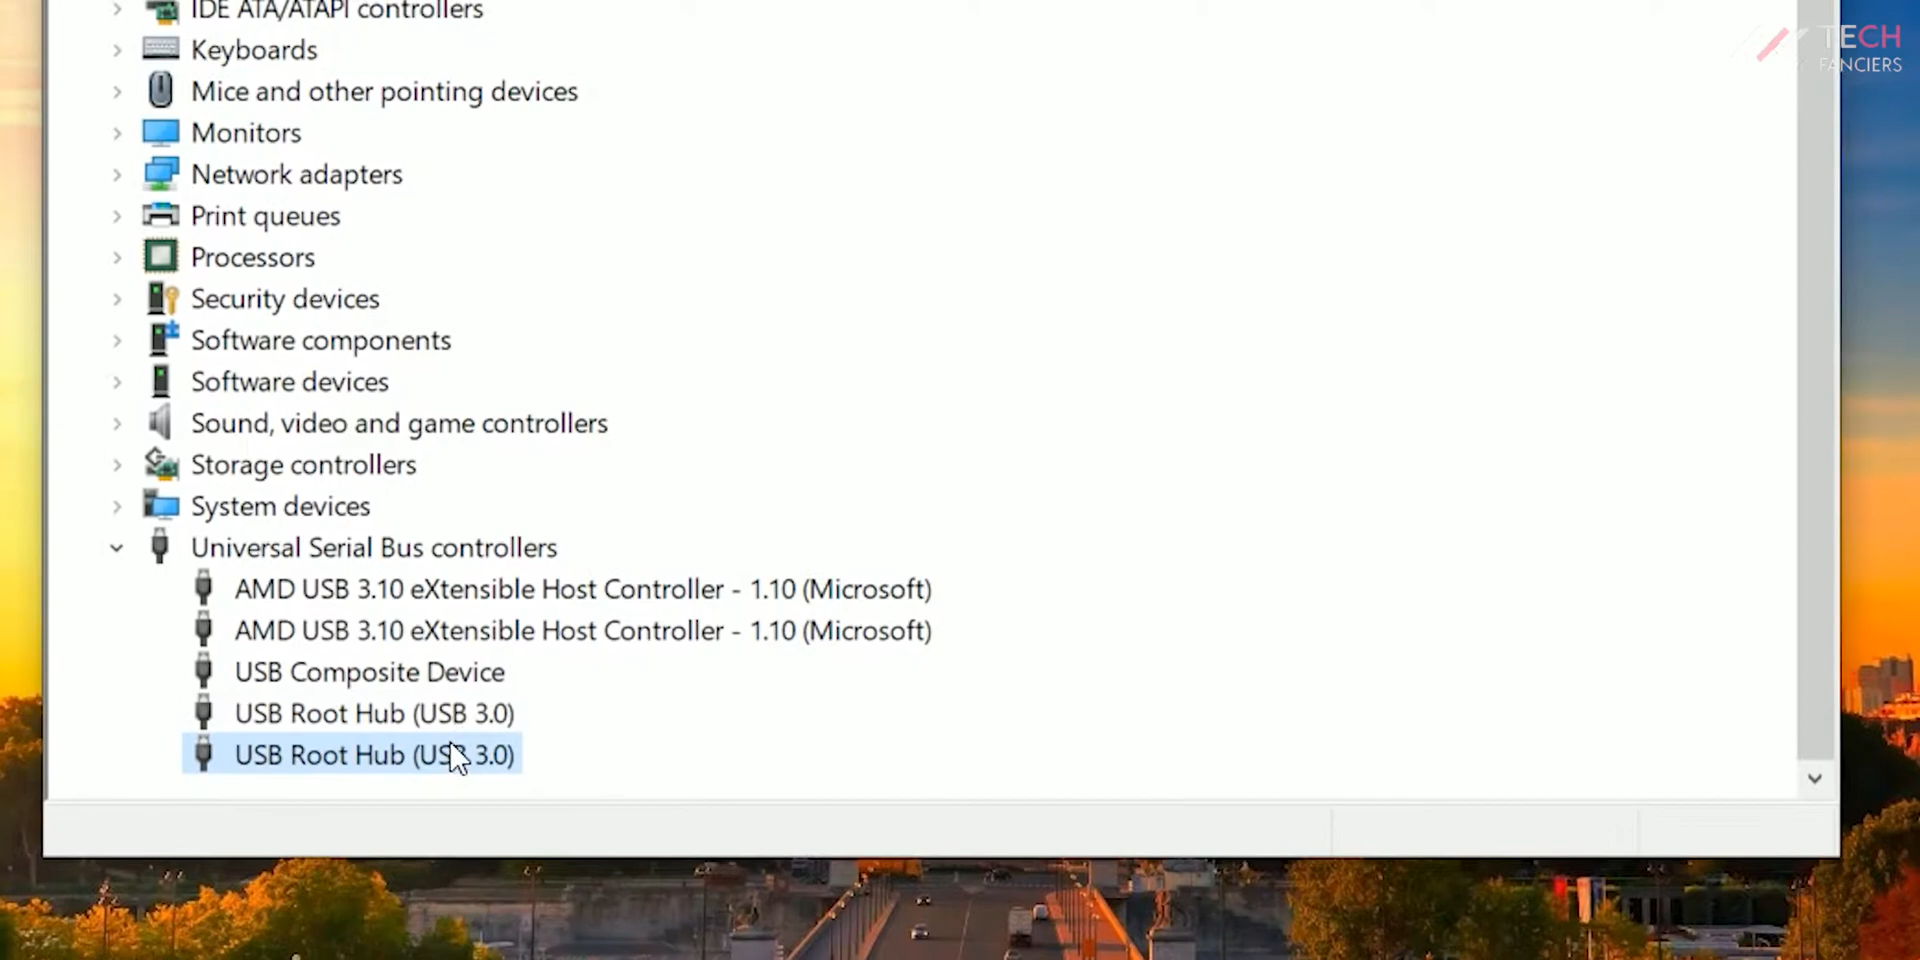 IDE ATA/ATAPI controllers
Keyboards
Mice and other pointing devices
Monitors
Network adapters
Print queues
Processors
Security devices
Software components
Software devices
Sound, video and game controllers
Storage controllers
System devices
Universal Serial Bus controllers
AMD USB 3.10 eXtensible Host Controller - 1.10 (Microsoft)
AMD USB 3.10 eXtensible Host Controller - 1.10 (Microsoft)
USB Composite Device
USB Root Hub (USB 3.0)
USB Root Hub (USB 3.0)
TECH
FANCIERS